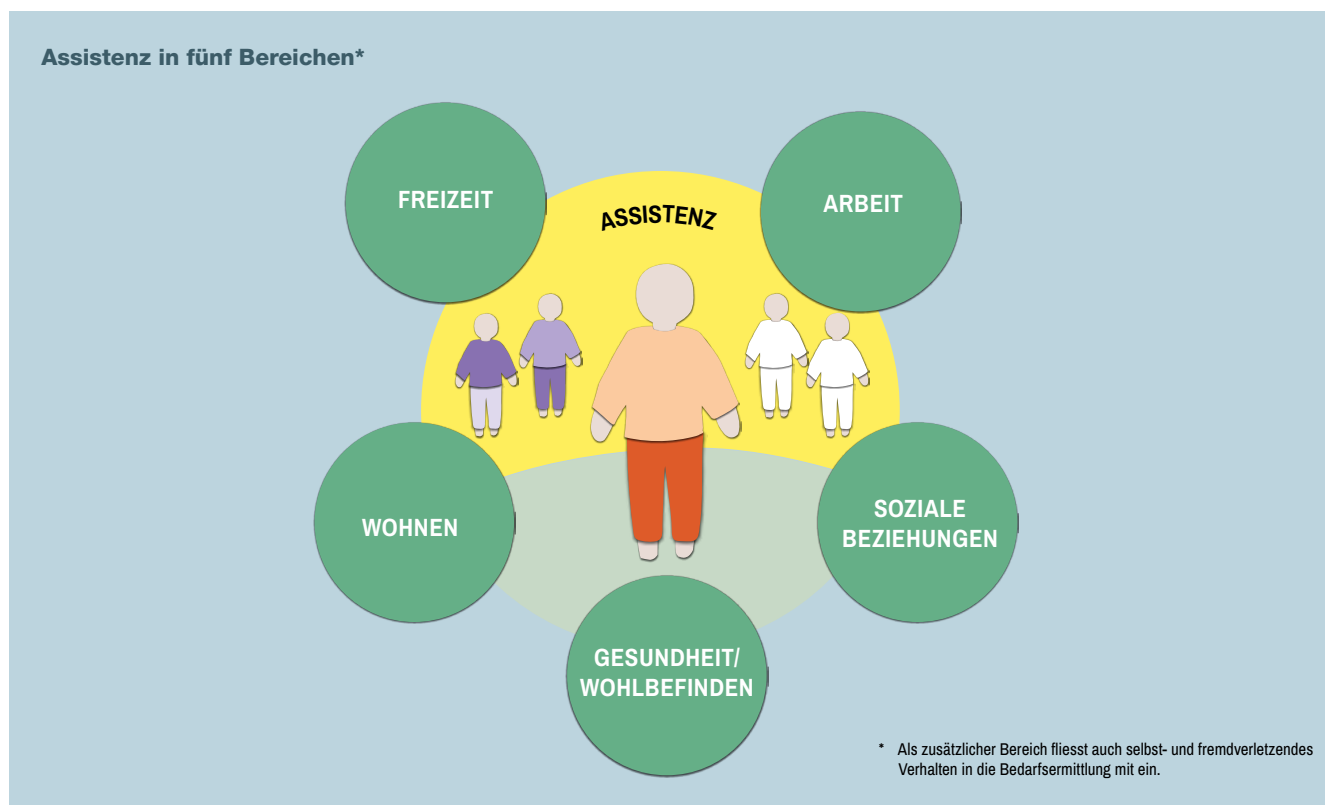 Assistenz in fünf Bereichen*
FREIZEIT
ASSISTENZ
ARBEIT
WOHNEN
SOZIALE
BEZIEHUNGEN
GESUNDHEIT/
WOHLBEFINDEN
* Als zusätzlicher Bereich fliesst auch selbst- und fremdverletzendes
Verhalten in die Bedarfsermittlung mit ein.